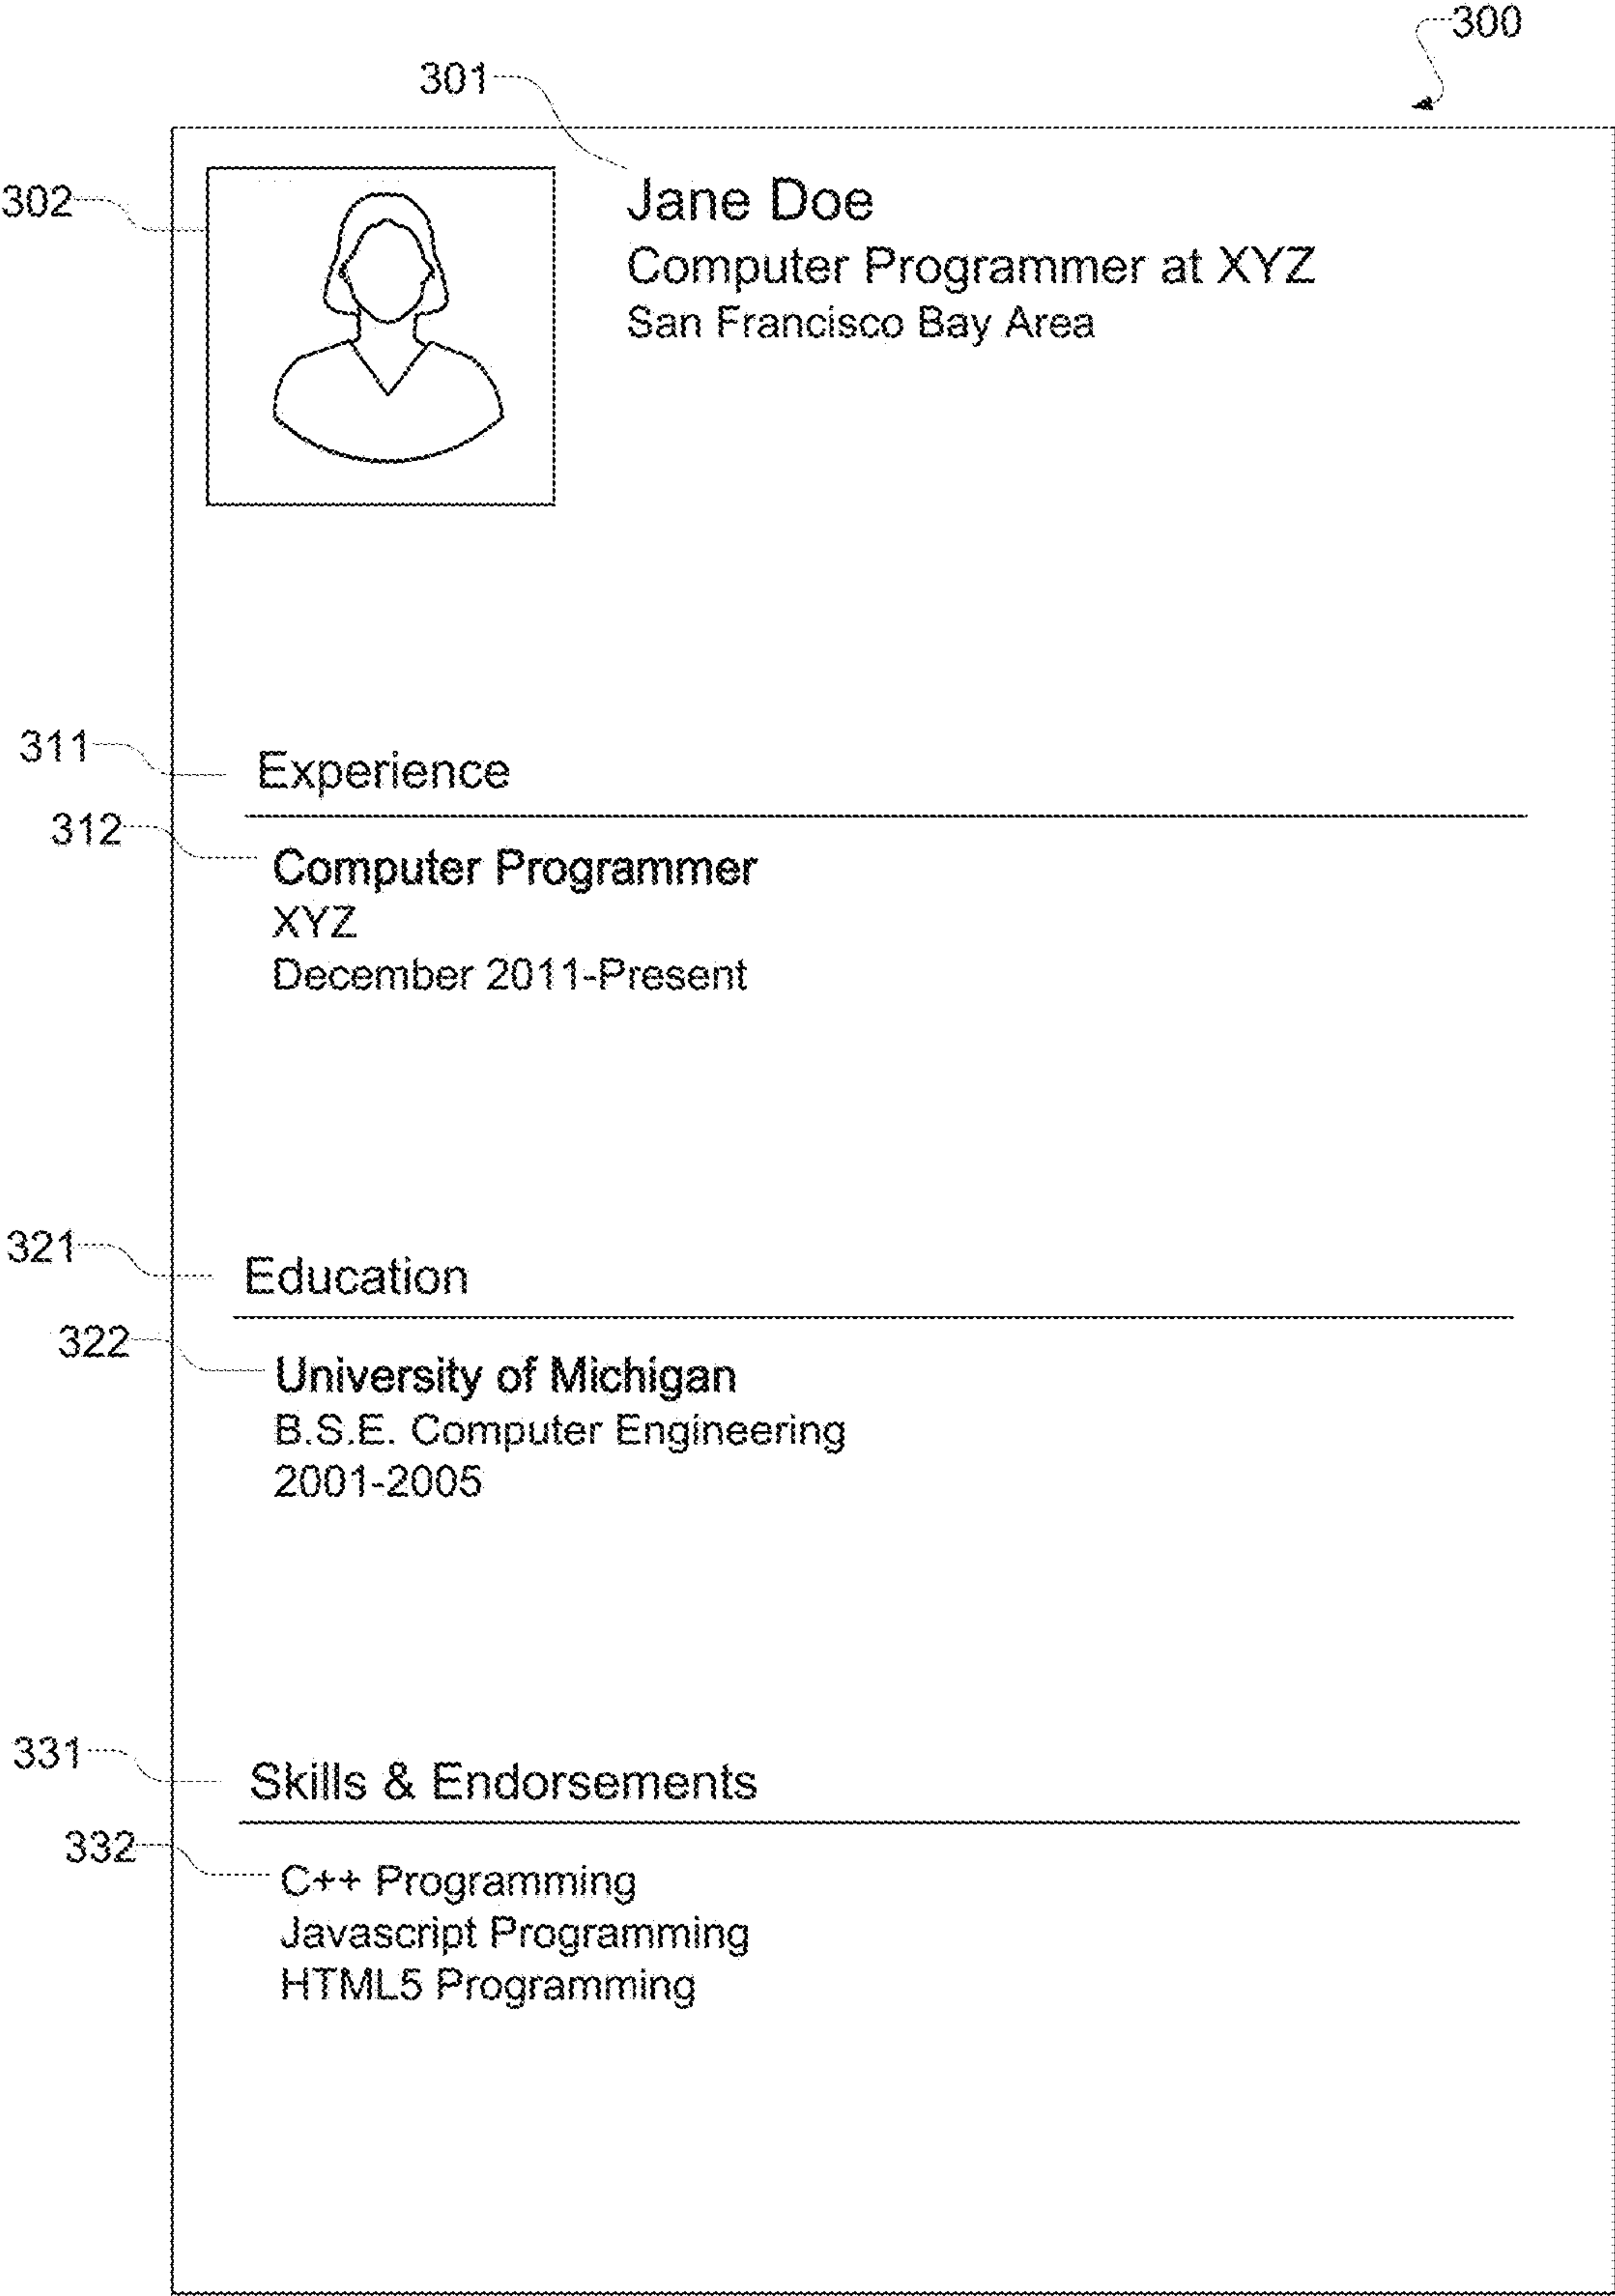 300
301
302
Jane Doe
Computer Programmer at XYZ
San Francisco Bay Area
311
Experience
312
Computer Programmer
XYZ
December 2011-Present
321
Education
322
University of Michigan
B.S.E. Computer Engineering
2001-2005
331
Skills & Endorsements
332
C++ Programming
Javascript Programming
HTML5 Programming